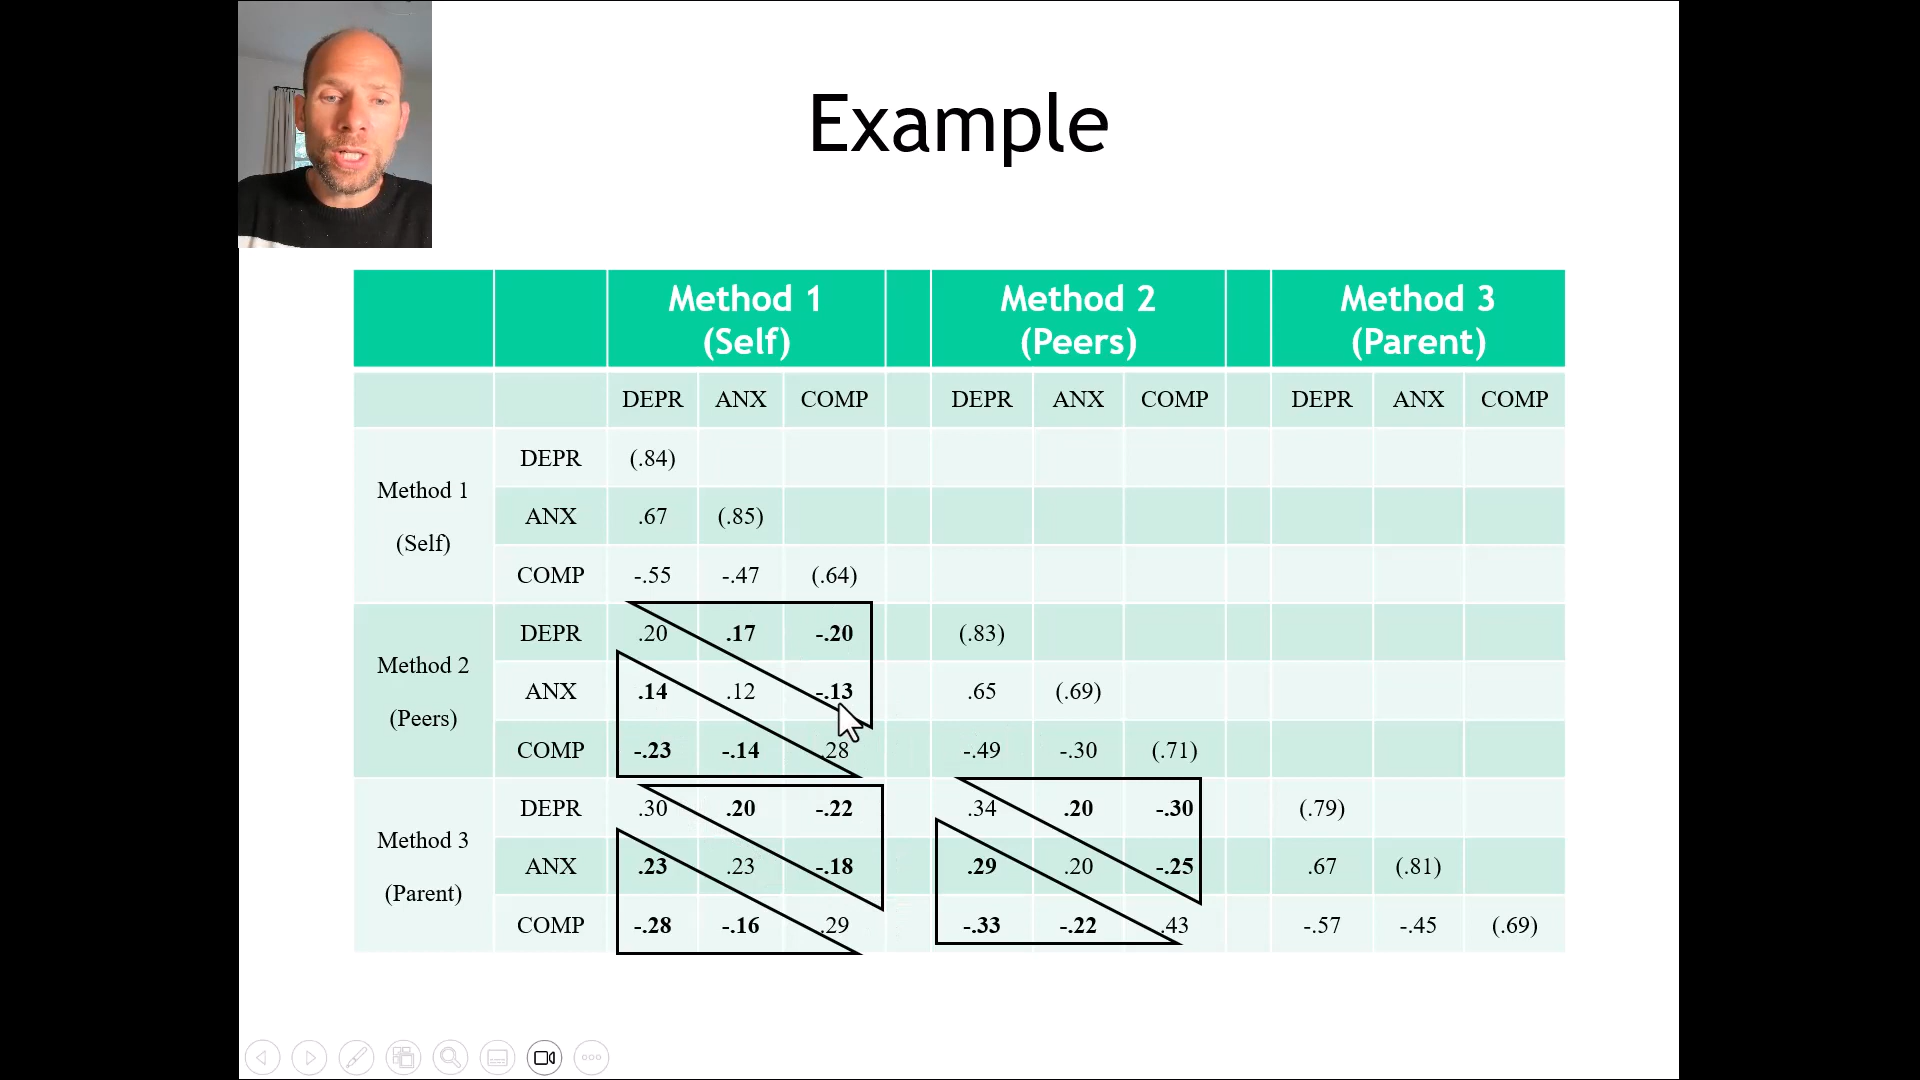 Example
Method 1 Method 2 Method 3
(Self) (Peers) (Parent)
DEPR ANX COMP DEPR ANX COMP DEPR ANX COMP
Method 1
(Self)
DEPR (.84)
ANX .67 (.85)
COMP -.55 -.47 (.64)
Method 2
(Peers)
DEPR .20 .17 -.20 (.83)
ANX .14 .12 -.13 .65 (.69)
COMP -.23 -.14 .28 -.49 -.30 (.71)
Method 3
(Parent)
DEPR .30 .20 -.22 .34 .20 -.30 (.79)
ANX .23 .23 -.18 .29 .20 -.25 .67 (.81)
COMP -.28 -.16 .29 -.33 -.22 .43 -.57 -.45 (.69)